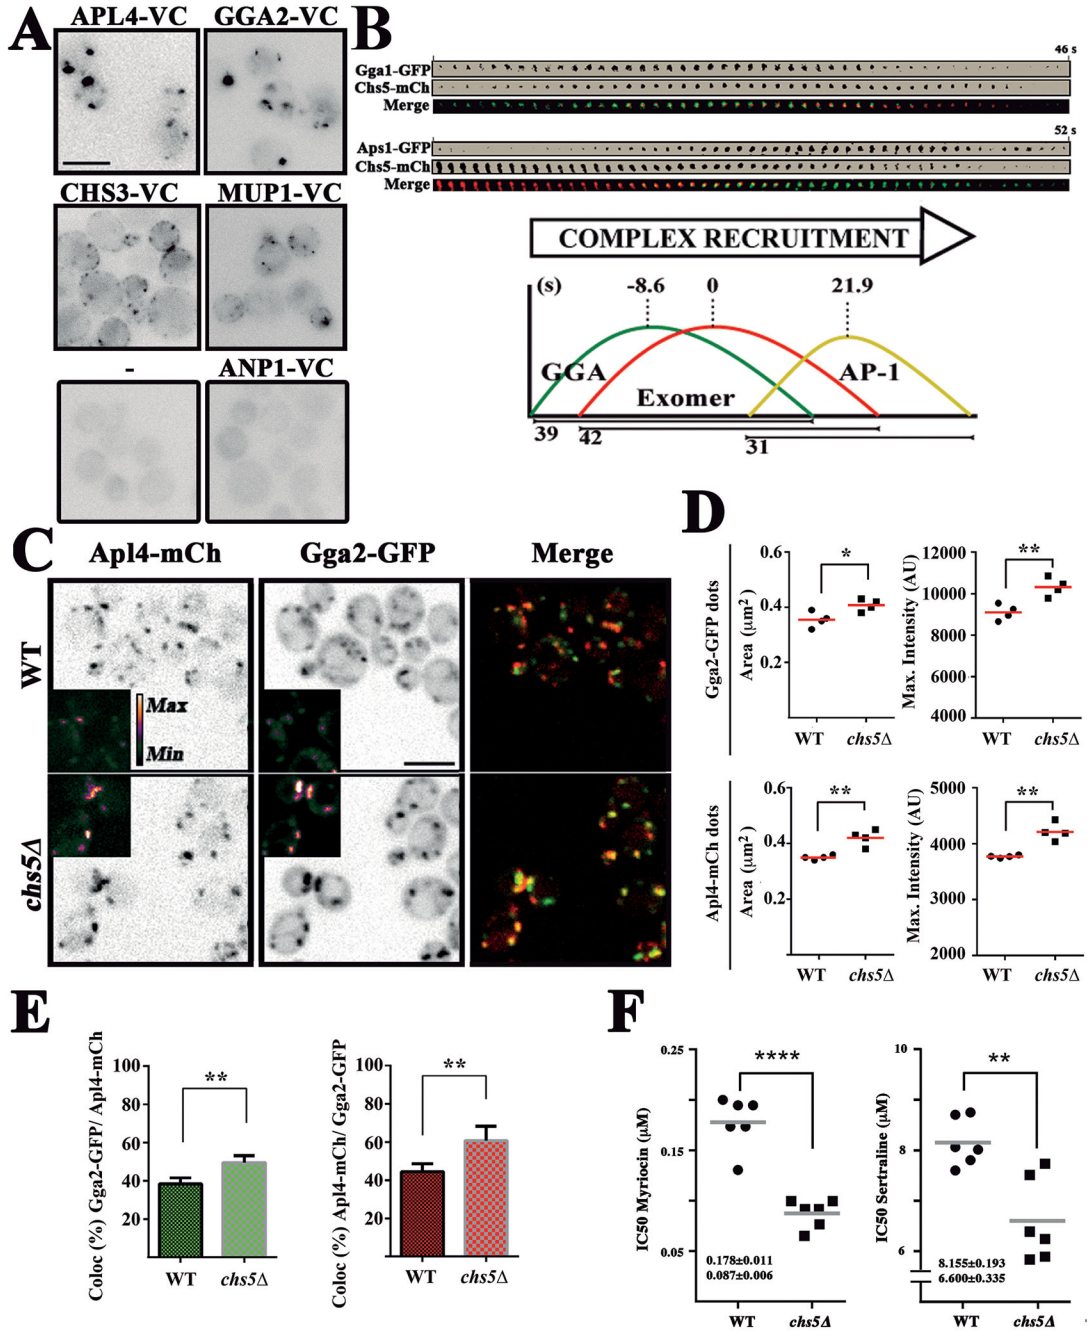 A
APL4-VC GGA2-VC
CHS3-VC MUP1-VC
- ANP1-VC
B
46 s
Gga1-GFP
Chs5-mCh
Merge
52 s
Aps1-GFP
Chs5-mCh
Merge
COMPLEX RECRUITMENT
(s) -8.6 0 21.9
GGA AP-1
Exomer
39 42 31
C
Apl4-mCh Gga2-GFP Merge
WT
Max
Min
chs5Δ
D
Gga2-GFP dots
Area (µm²)
0.6
0.4
0.2
*
WT chs5Δ
Max. Intensity (AU)
12000
10000
8000
6000
4000
**
WT chs5Δ
Apl4-mCh dots
Area (µm²)
0.6
0.4
0.2
**
WT chs5Δ
Max. Intensity (AU)
5000
4000
3000
2000
**
WT chs5Δ
E
Coloc (%) Gga2-GFP/ Apl4-mCh
100
80
60
40
20
**
WT chs5Δ
Coloc (%) Apl4-mCh/ Gga2-GFP
100
80
60
40
20
**
WT chs5Δ
F
IC50 Myriocin (µM)
0.25
0.15
0.05
****
0.178±0.011
0.087±0.006
WT chs5Δ
IC50 Sertraline (µM)
10
8
6
**
8.155±0.193
6.600±0.335
WT chs5Δ